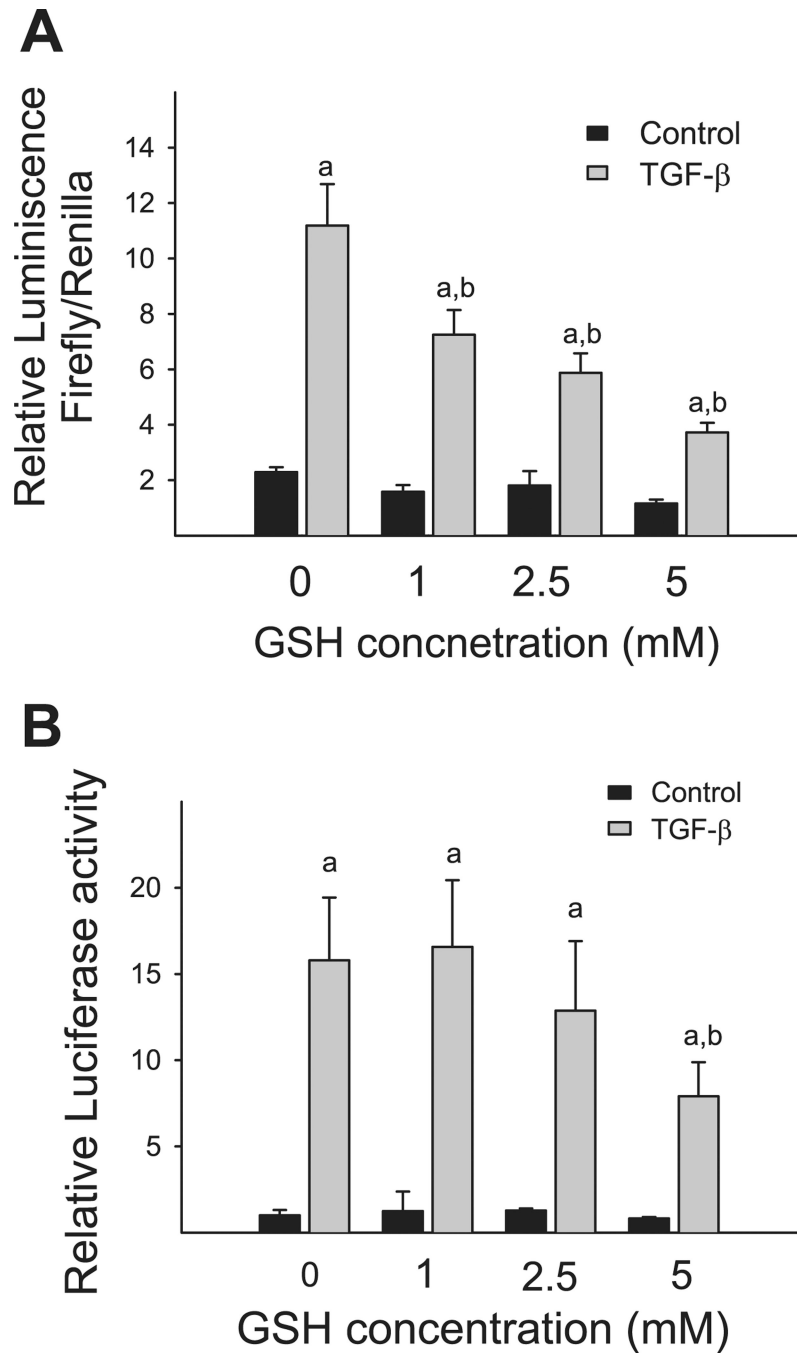 A
Relative Luminiscence
Firefly/Renilla
14
12
10
8
6
4
2
Control
TGF-β
a
a,b
a,b
a,b
0 1 2.5 5
GSH concnetration (mM)
B
Relative Luciferase activity
20
15
10
5
Control
TGF-β
a
a
a
a,b
0 1 2.5 5
GSH concentration (mM)